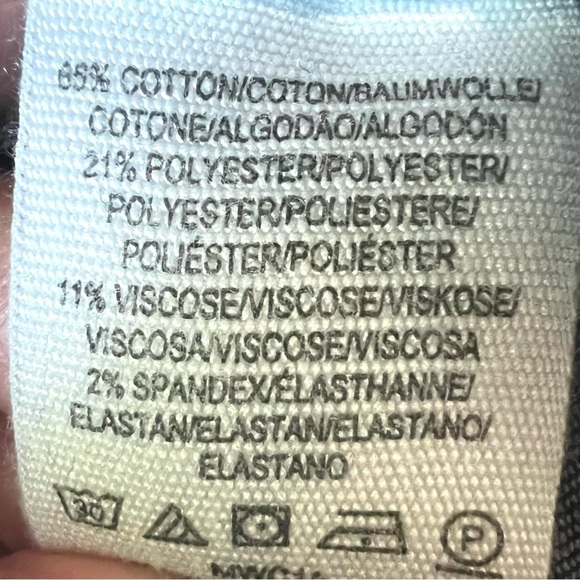 66% COTTON/COTON/BAUMWOLLE/
COTONE/ALGODÃO/ALGODÓN
21% POLYESTER/POLYESTER/
POLYESTER/POLIESTERE/
POLIÉSTER/POLIÉSTER
11% VISCOSE/VISCOSE/VISKOSE/
VISCOSA/VISCOSE/VISCOSA
2% SPANDEX/ÉLASTHANNE/
ELASTAN/ELASTAN/ELASTANO/
ELASTANO
30 P